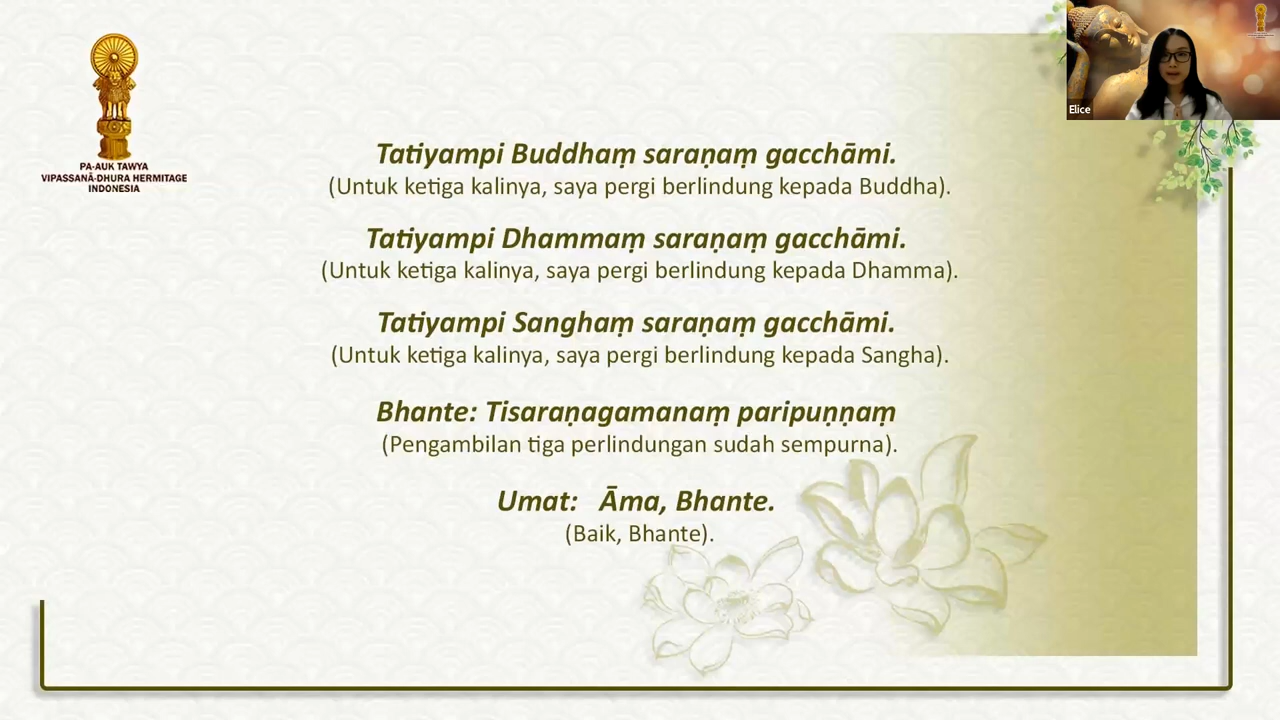 PA-AUK TAWYA
VIPASSANĀ-DHURA HERMITAGE
INDONESIA
Elice
Tatiyampi Buddhaṃ saraṇaṃ gacchāmi.
(Untuk ketiga kalinya, saya pergi berlindung kepada Buddha).
Tatiyampi Dhammaṃ saraṇaṃ gacchāmi.
(Untuk ketiga kalinya, saya pergi berlindung kepada Dhamma).
Tatiyampi Sanghaṃ saraṇaṃ gacchāmi.
(Untuk ketiga kalinya, saya pergi berlindung kepada Sangha).
Bhante: Tisaraṇagamanaṃ paripuṇṇaṃ
(Pengambilan tiga perlindungan sudah sempurna).
Umat: Āma, Bhante.
(Baik, Bhante).